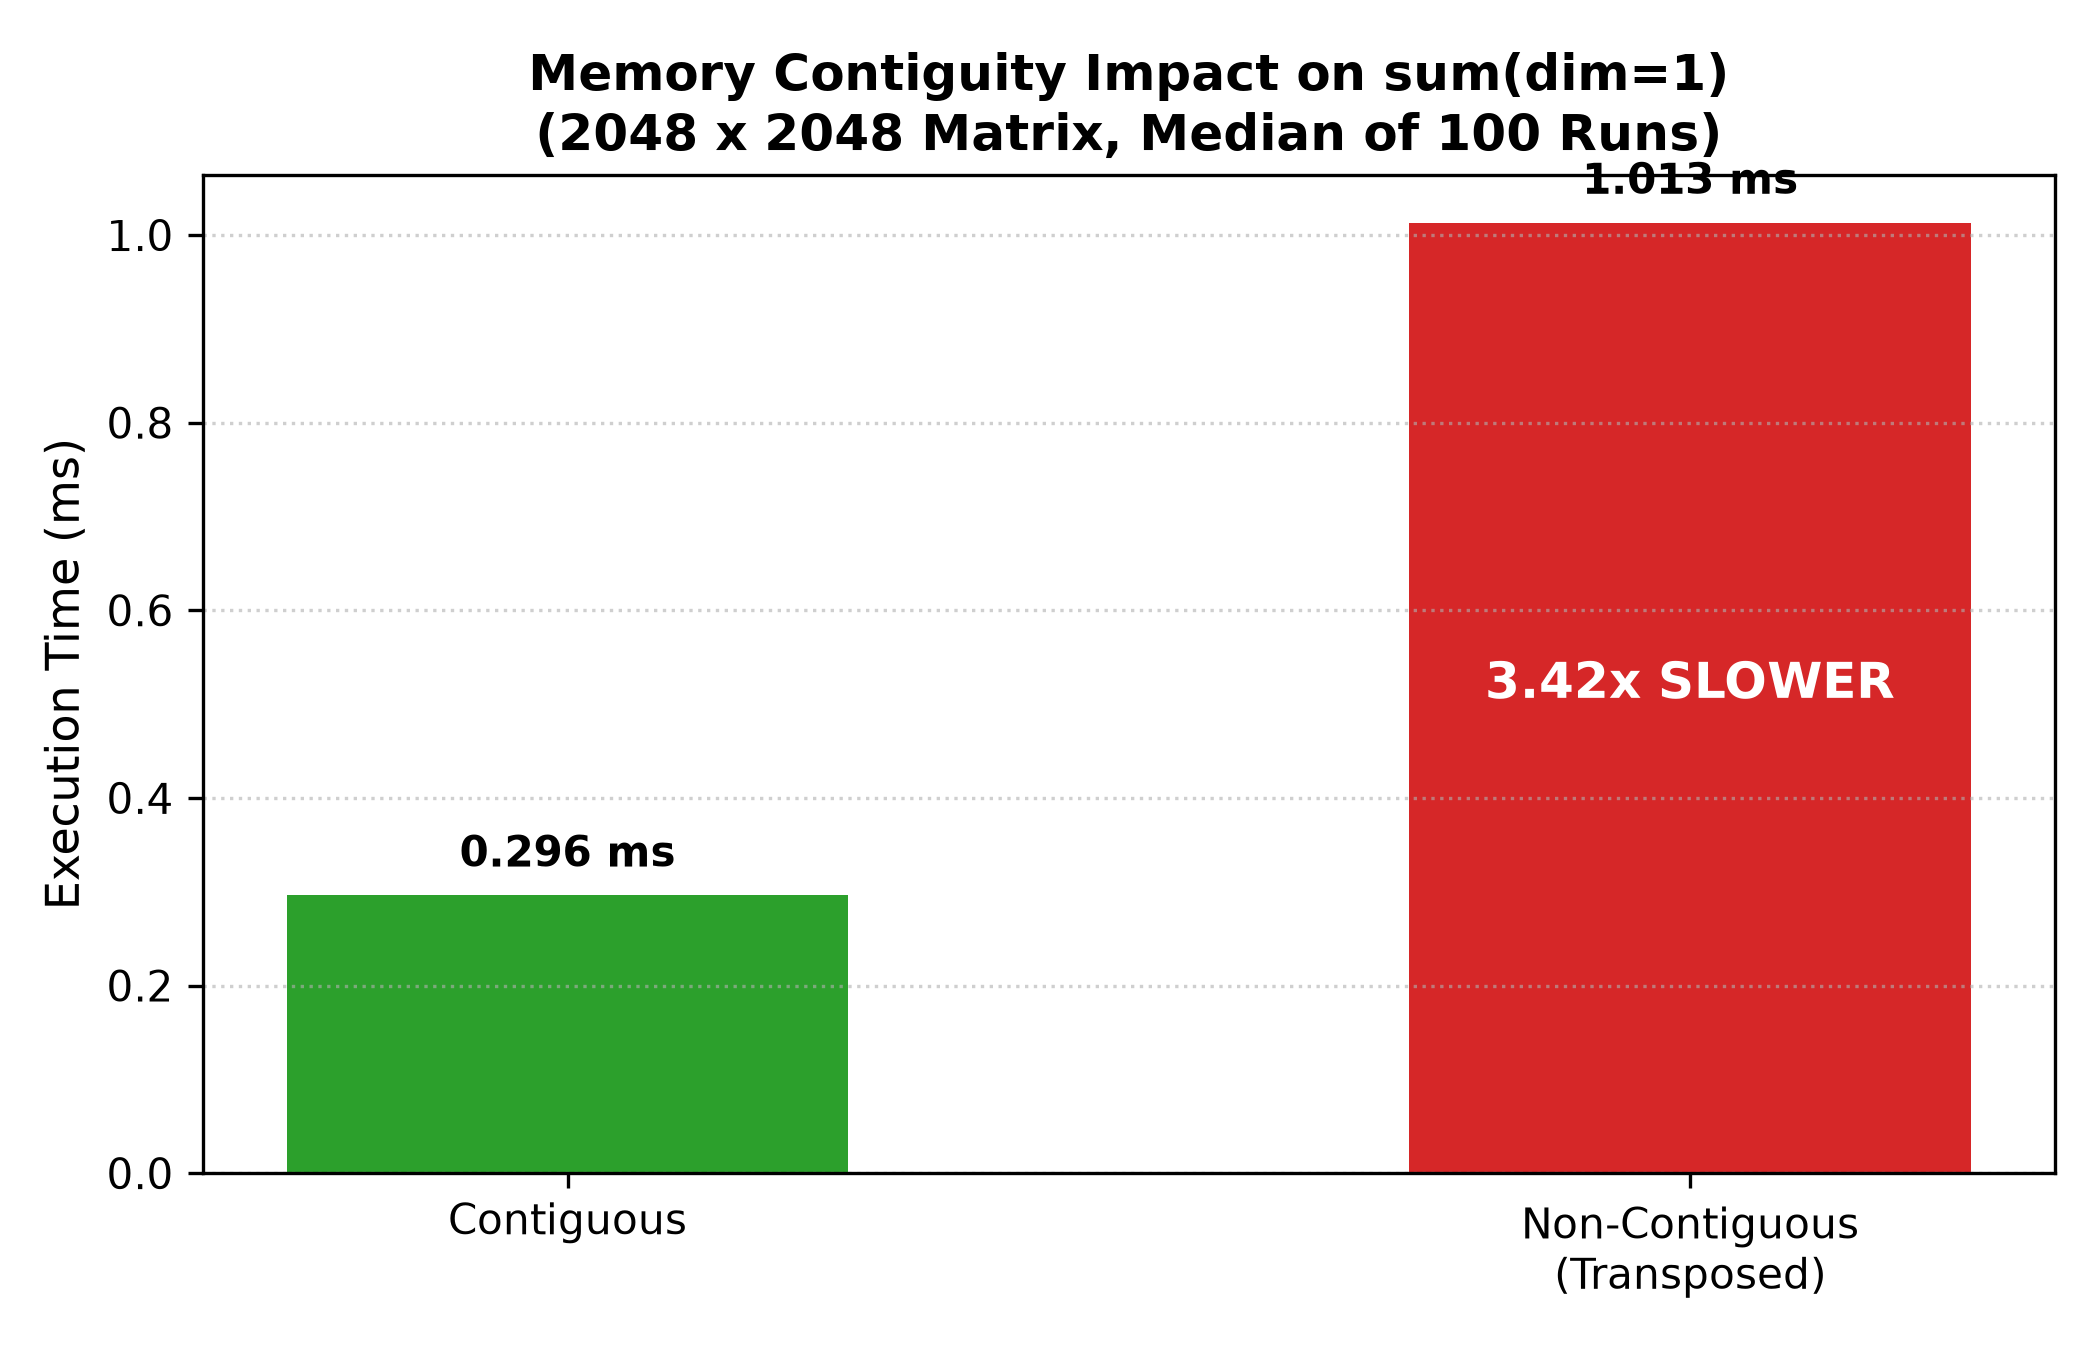 Memory Contiguity Impact on sum(dim=1)
(2048 x 2048 Matrix, Median of 100 Runs)
1.013 ms
1.0
0.8
0.6
0.4
0.2
0.0
Execution Time (ms)
3.42x SLOWER
0.296 ms
Contiguous
Non-Contiguous
(Transposed)